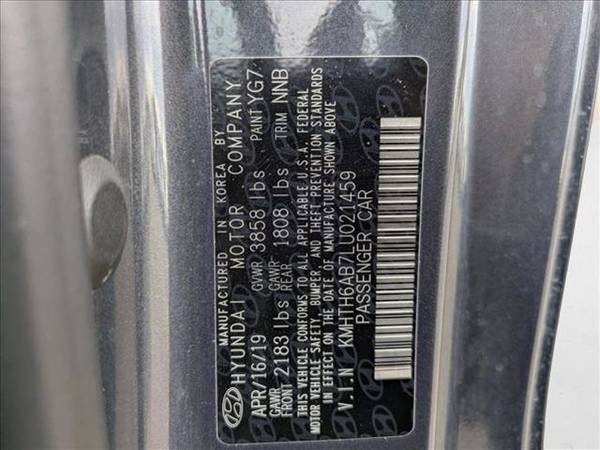 MANUFACTURED IN KOREA BY
HYUNDAI MOTOR COMPANY
APR/16/19 GVWR 3858 lbs PAINT YG7
GAWR FRONT 2183 lbs GAWR REAR 1808 lbs TRIM NNB
THIS VEHICLE CONFORMS TO ALL APPLICABLE U.S.A. FEDERAL
MOTOR VEHICLE SAFETY, BUMPER, AND THEFT PREVENTION STANDARDS
IN EFFECT ON THE DATE OF MANUFACTURE SHOWN ABOVE
V.I.N KMHTH6AB7LU021459
PASSENGER CAR